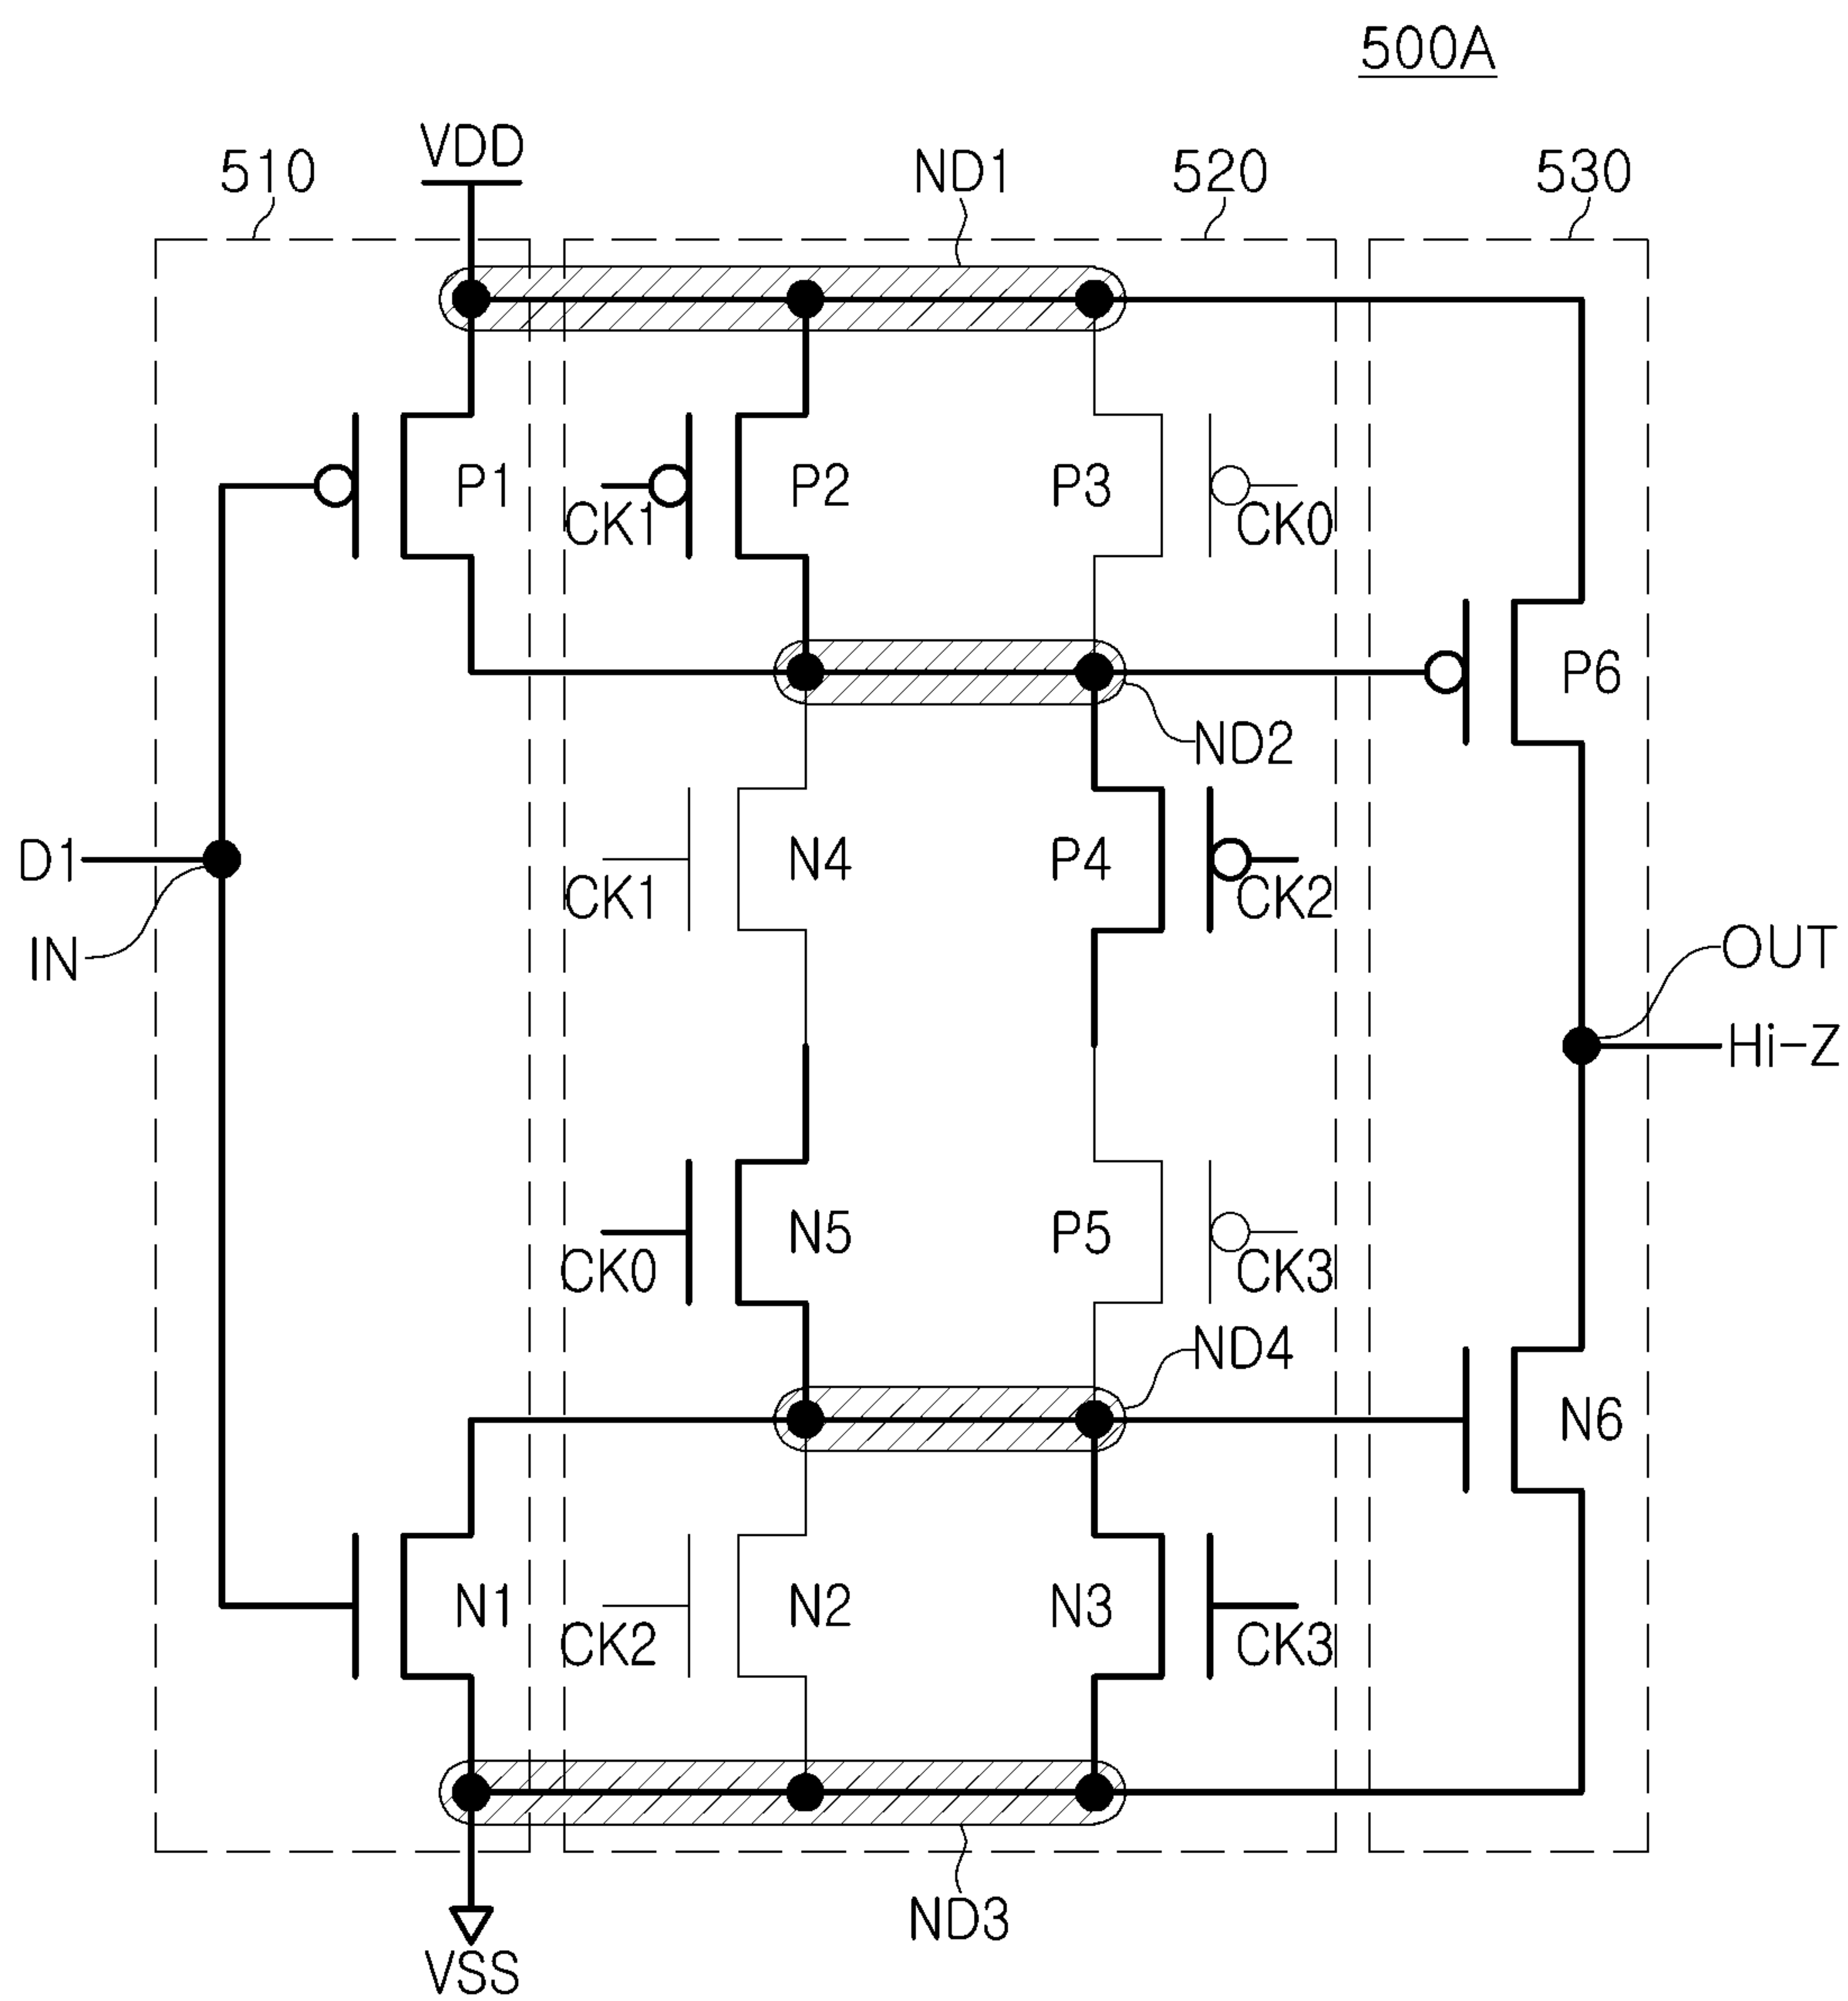 500A
VDD
510
ND1
520
530
P1
P2
P3
CK1
CK0
P6
ND2
D1
N4
P4
CK1
CK2
IN
OUT
Hi-Z
N5
P5
CK0
CK3
ND4
N6
N1
N2
N3
CK2
CK3
ND3
VSS